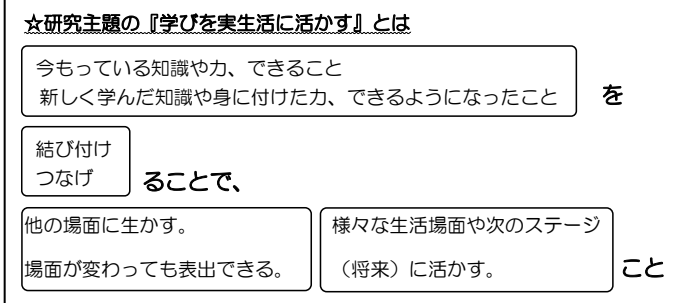 ☆研究主題の『学びを実生活に活かす』とは
今もっている知識や力、できること
新しく学んだ知識や身に付けた力、できるようになったこと を
結び付け
つなげ ることで、
他の場面に生かす。 様々な生活場面や次のステージ
場面が変わっても表出できる。 （将来）に活かす。 こと